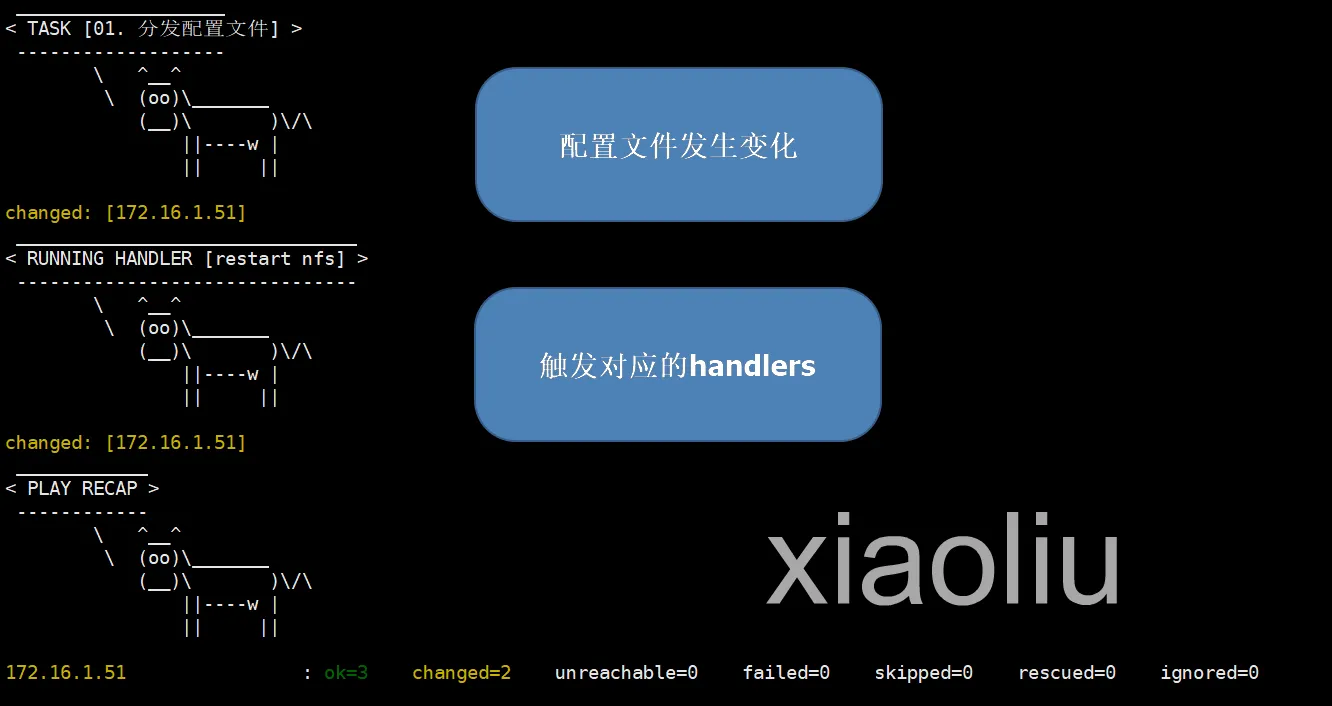 < TASK [01. 分发配置文件] >
 -------------------
        \   ^__^
         \  (oo)\_______
            (__)\       )\/\
                ||----w |
                ||     ||
配置文件发生变化
changed: [172.16.1.51]
< RUNNING HANDLER [restart nfs] >
 -------------------------------
        \   ^__^
         \  (oo)\_______
            (__)\       )\/\
                ||----w |
                ||     ||
触发对应的handlers
changed: [172.16.1.51]
< PLAY RECAP >
 ------------
        \   ^__^
         \  (oo)\_______
            (__)\       )\/\
                ||----w |
                ||     ||
xiaoliu
172.16.1.51                : ok=3    changed=2    unreachable=0    failed=0    skipped=0    rescued=0    ignored=0